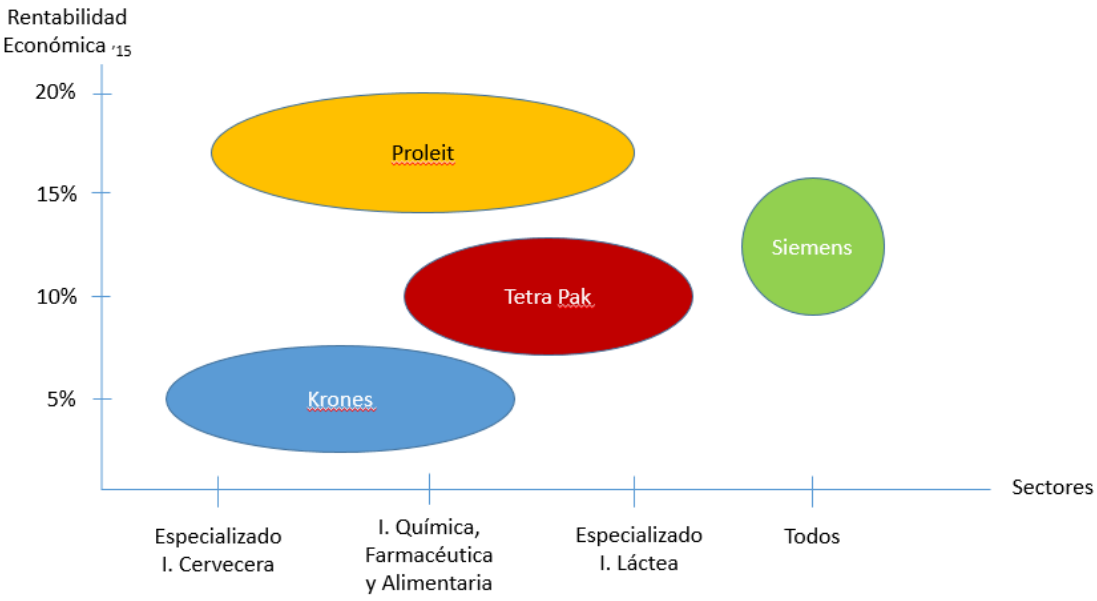 Rentabilidad
Económica ,15
20%
Proleit
15%
Siemens
10%
Tetra Pak
5%
Krones
Sectores
Especializado
I. Cervecera
I. Química,
Farmacéutica
y Alimentaria
Especializado
I. Láctea
Todos